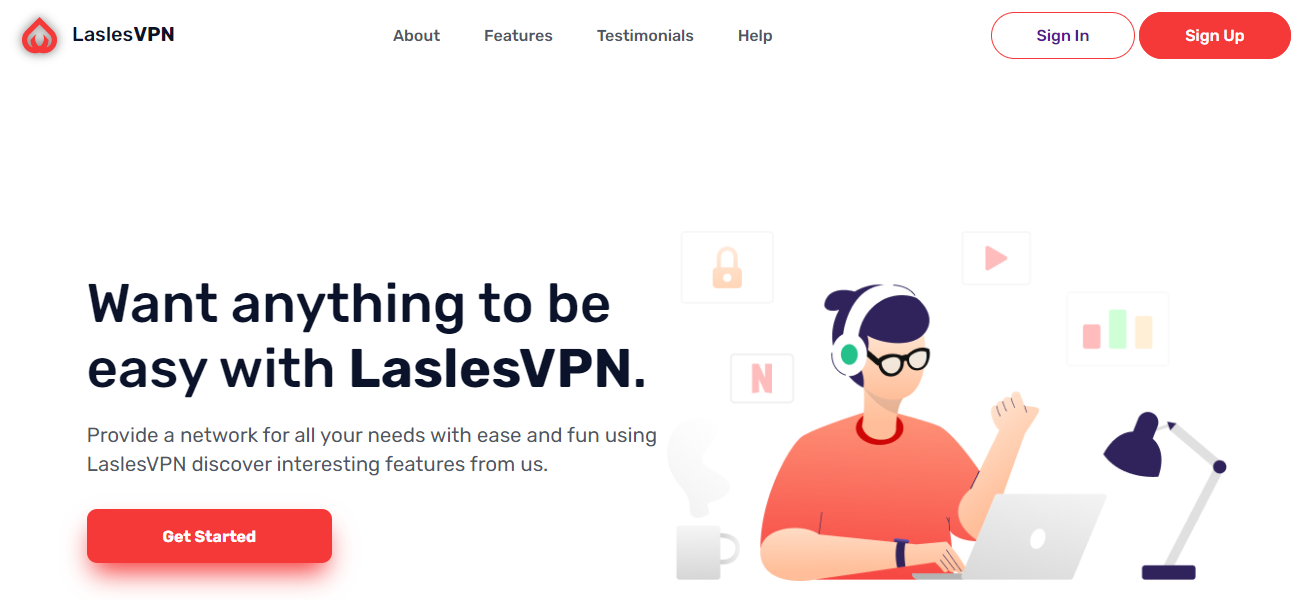 LaslesVPN
About
Features
Testimonials
Help
Sign In
Sign Up
Want anything to be
easy with LaslesVPN.
Provide a network for all your needs with ease and fun using
LaslesVPN discover interesting features from us.
Get Started
N